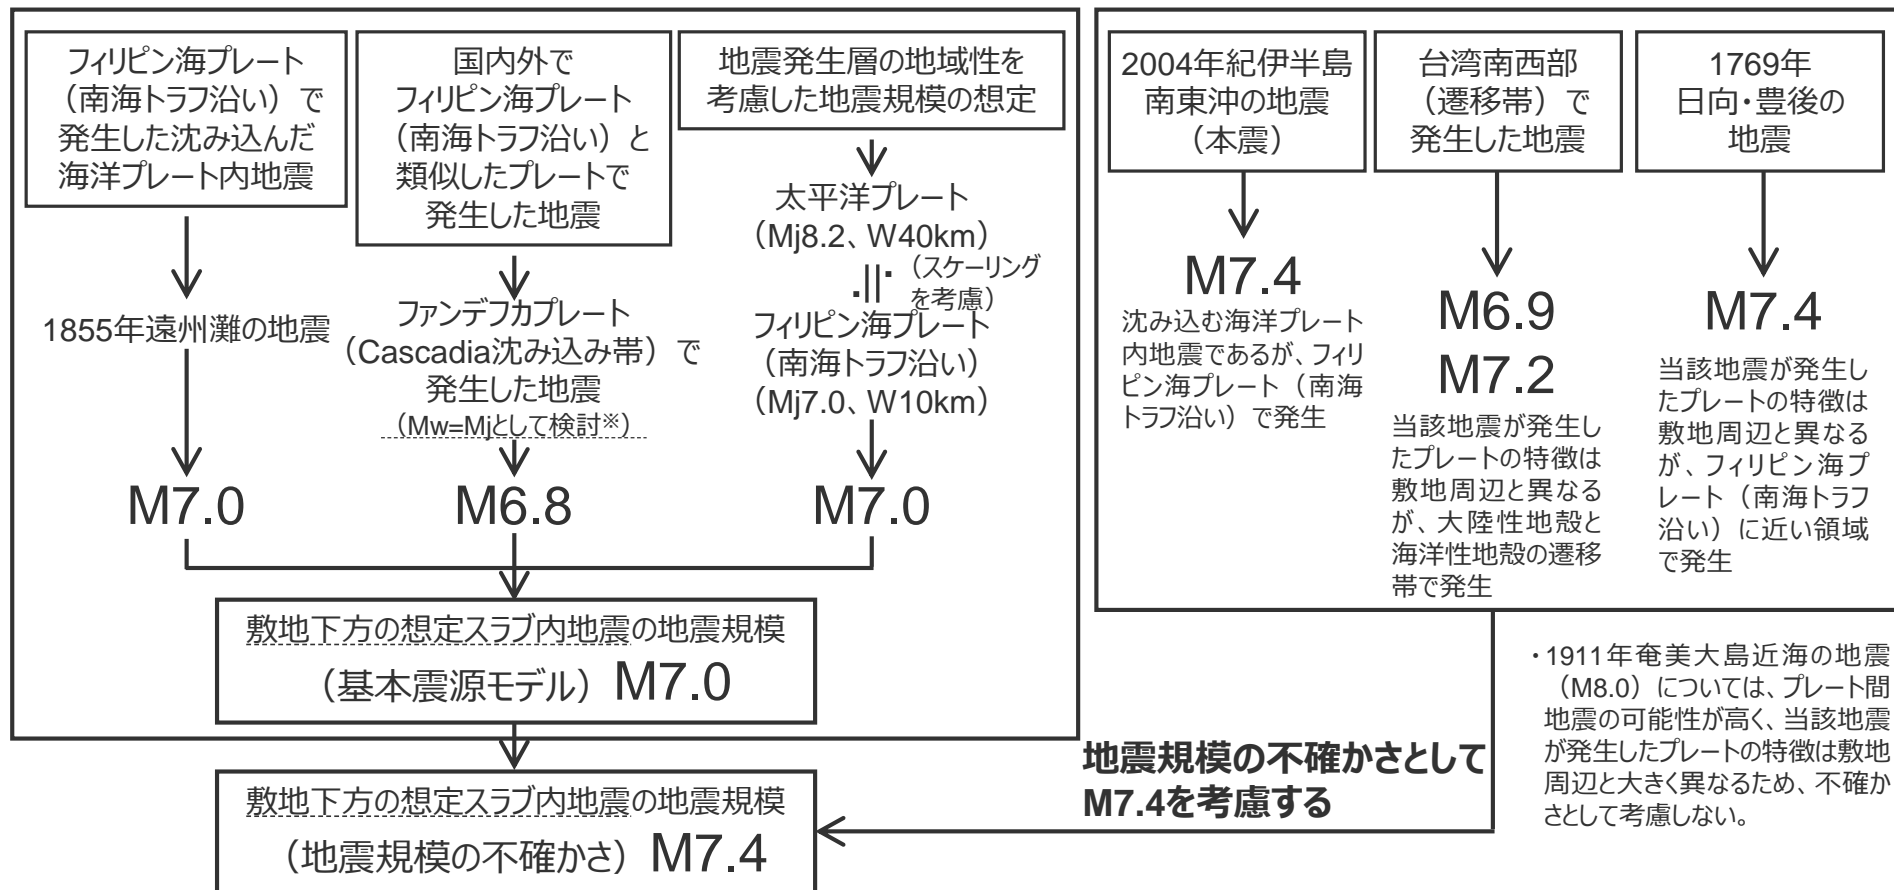 フィリピン海プレート
（南海トラフ沿い）で
発生した沈み込んだ
海洋プレート内地震
1855年遠州灘の地震
M7.0
国内外で
フィリピン海プレート
（南海トラフ沿い）と
類似したプレートで
発生した地震
ファンデフカプレート
（Cascadia沈み込み帯）で
発生した地震
（Mw=Mjとして検討※）
M6.8
地震発生層の地域性を
考慮した地震規模の想定
太平洋プレート
（Mj8.2、W40km）
（スケーリング
を考慮）
フィリピン海プレート
（南海トラフ沿い）
（Mj7.0、W10km）
M7.0
敷地下方の想定スラブ内地震の地震規模
（基本震源モデル）M7.0
敷地下方の想定スラブ内地震の地震規模
（地震規模の不確かさ）M7.4
2004年紀伊半島
南東沖の地震
（本震）
M7.4
沈み込む海洋プレート
内地震であるが、フィリ
ピン海プレート（南海
トラフ沿い）で発生
台湾南西部
（遷移帯）で
発生した地震
M6.9
M7.2
当該地震が発生し
たプレートの特徴は
敷地周辺と異なる
が、大陸性地殻と
海洋性地殻の遷移
帯で発生
1769年
日向・豊後の
地震
M7.4
当該地震が発生し
たプレートの特徴は
敷地周辺と異なる
が、フィリピン海プ
レート（南海トラフ
沿い）に近い領域
で発生
地震規模の不確かさとして
M7.4を考慮する
・1911年奄美大島近海の地震
（M8.0）については、プレート間
地震の可能性が高く、当該地震
が発生したプレートの特徴は敷地
周辺と大きく異なるため、不確か
さとして考慮しない。